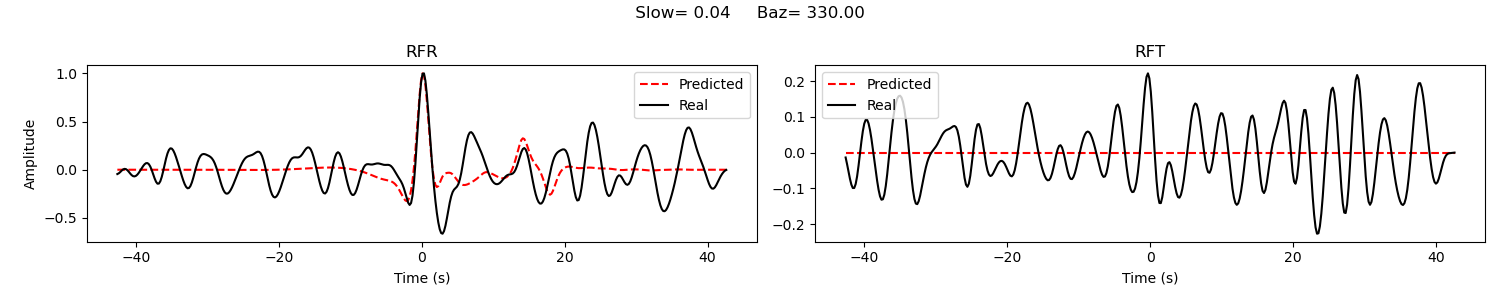 Slow= 0.04 Baz= 330.00
RFR
Amplitude
1.0
0.5
0.0
−0.5
Predicted
Real
−40 −20 0 20 40
Time (s)
RFT
0.2
0.1
0.0
−0.1
−0.2
Predicted
Real
−40 −20 0 20 40
Time (s)